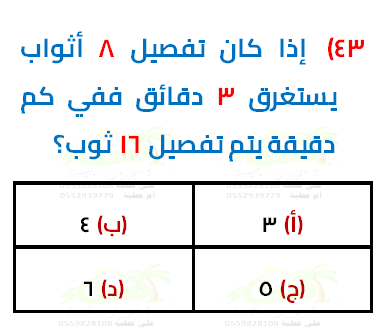 ٤٣) إذا كان تفصيل ٨ أثواب
يستغرق ٣ دقائق ففي كم
دقيقة يتم تفصيل ١٦ ثوب؟
(أ) ٣
(ب) ٤
(ج) ٥
(د) ٦